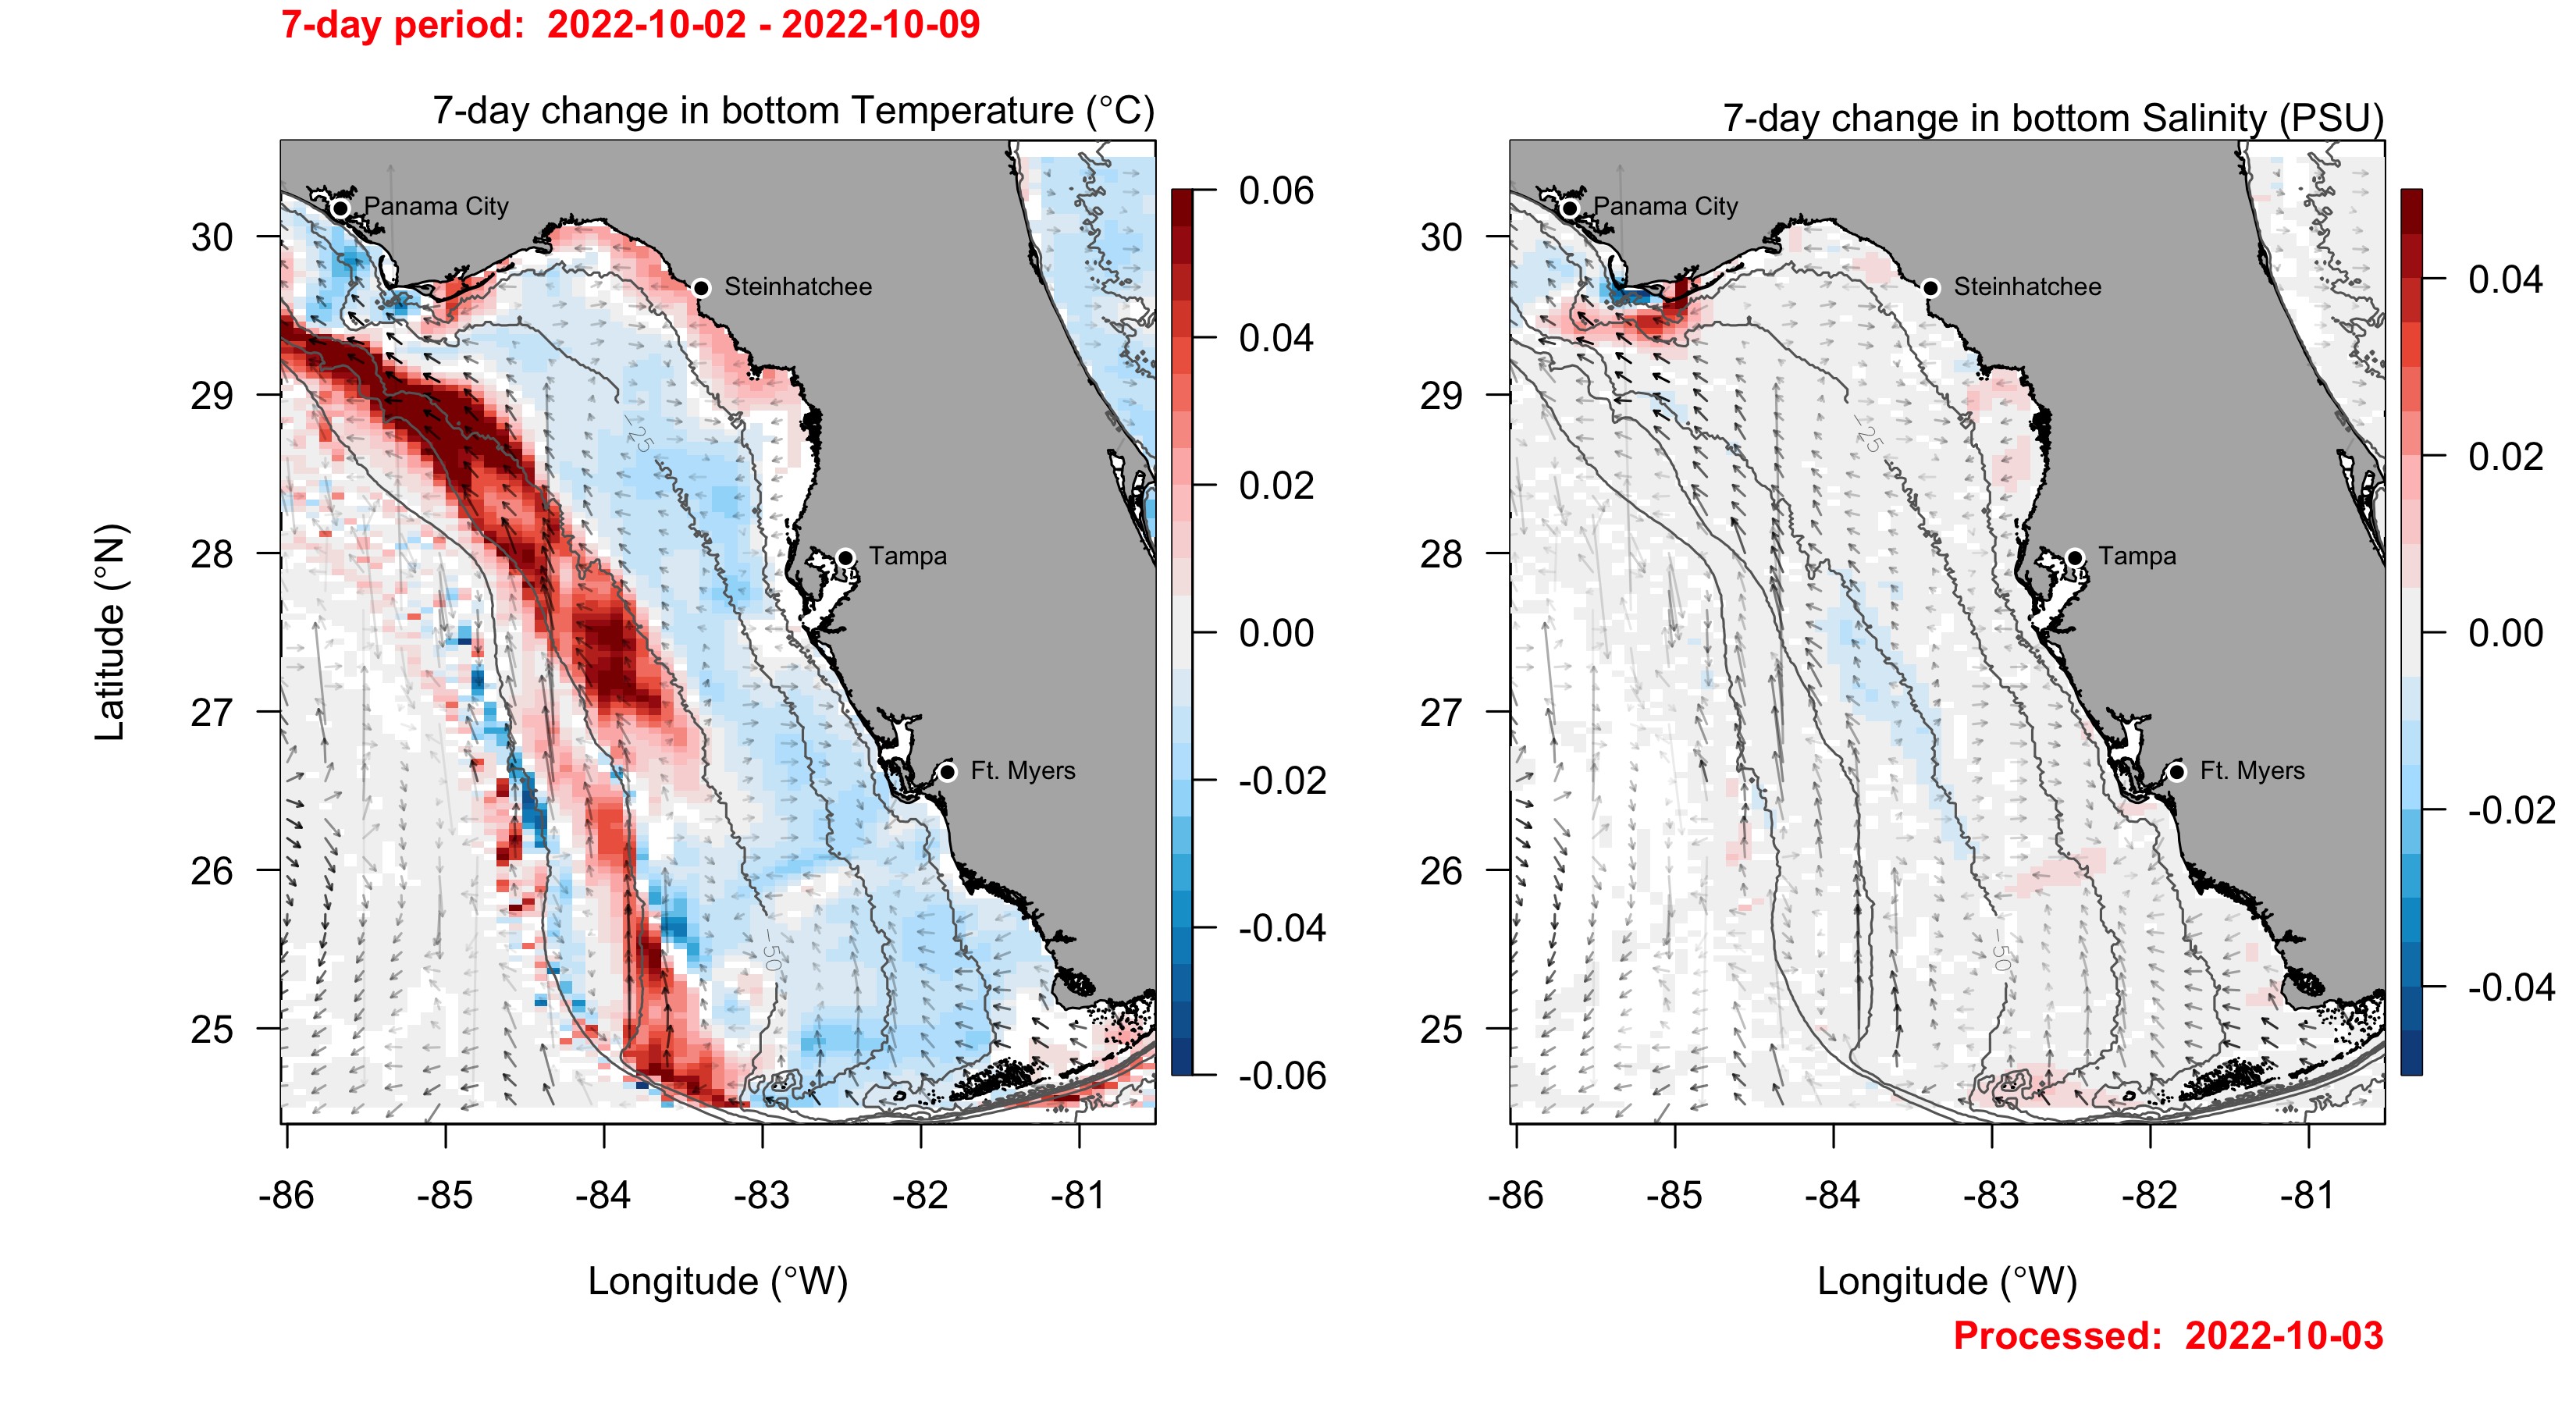 7-day period:  2022-10-02 - 2022-10-09
7-day change in bottom Temperature (°C)
Panama City
Steinhatchee
Tampa
Ft. Myers
-25
-50
30
29
28
27
26
25
Latitude (°N)
-86
-85
-84
-83
-82
-81
Longitude (°W)
0.06
0.04
0.02
0.00
-0.02
-0.04
-0.06
7-day change in bottom Salinity (PSU)
Panama City
Steinhatchee
Tampa
Ft. Myers
-25
-50
30
29
28
27
26
25
-86
-85
-84
-83
-82
-81
Longitude (°W)
0.04
0.02
0.00
-0.02
-0.04
Processed:  2022-10-03